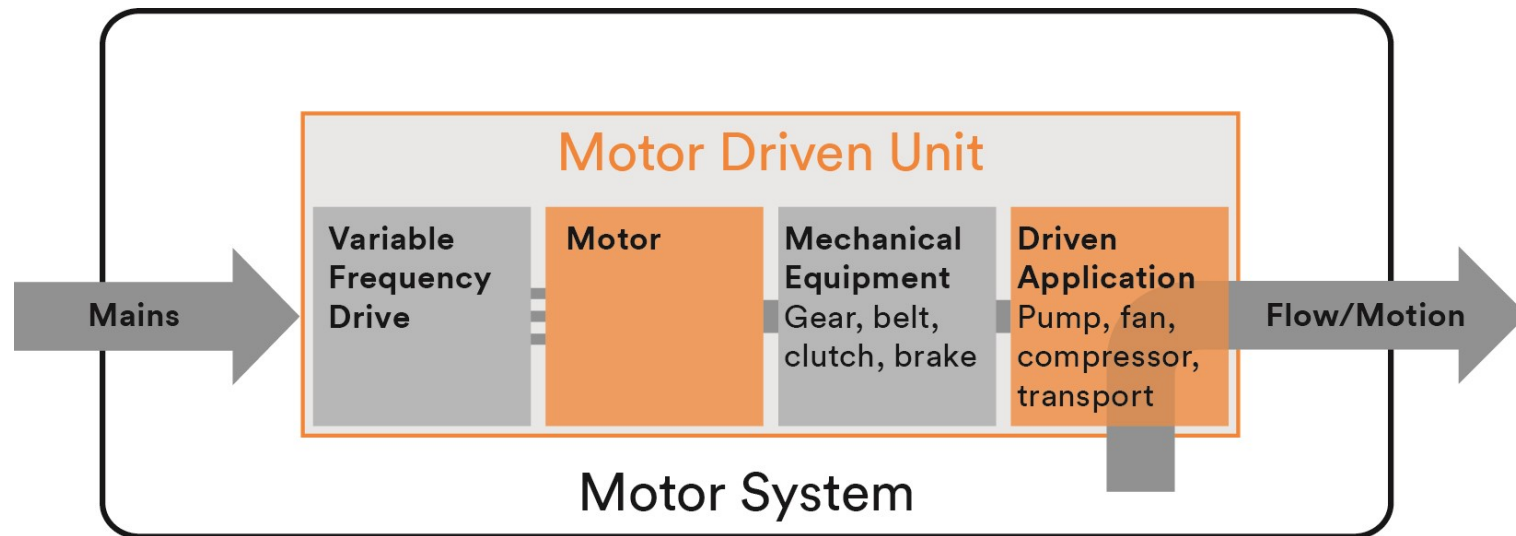 Motor Driven Unit
Mains
Variable
Frequency
Drive
Motor
Mechanical
Equipment
Gear, belt,
clutch, brake
Driven
Application
Pump, fan,
compressor,
transport
Flow/Motion
Motor System